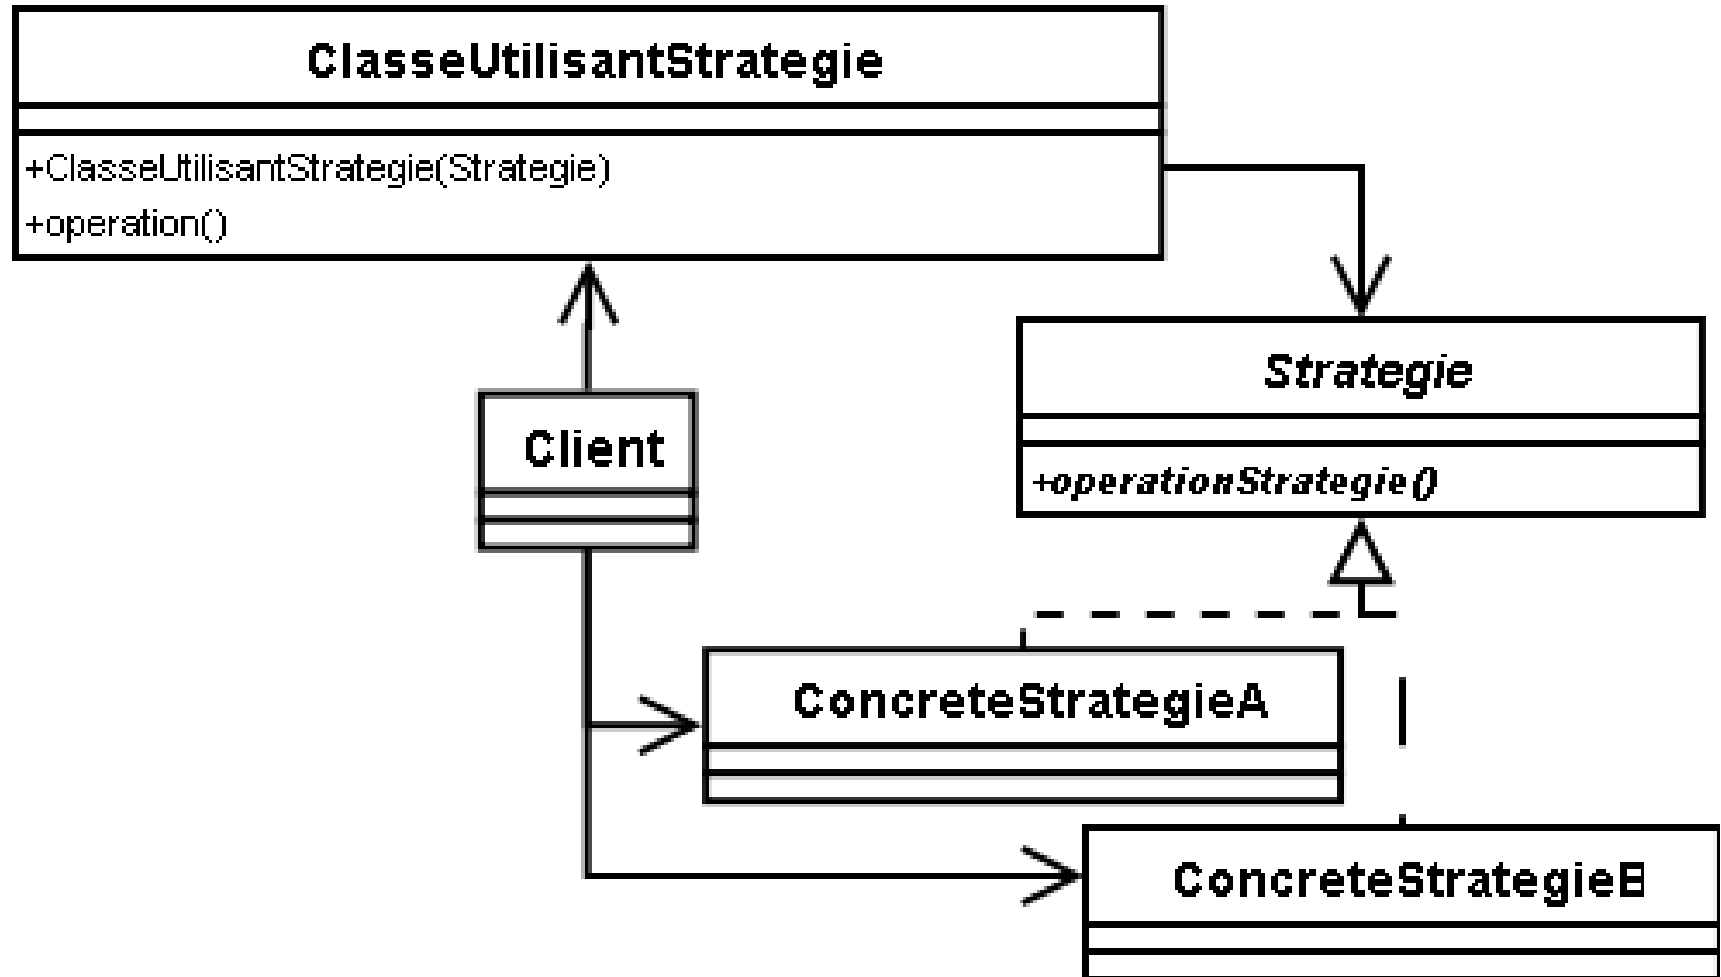 ClasseUtilisantStrategie
+ClasseUtilisantStrategie(Strategie)
+operation()
Strategie
+operationStrategie()
Client
ConcreteStrategieA
ConcreteStrategieB